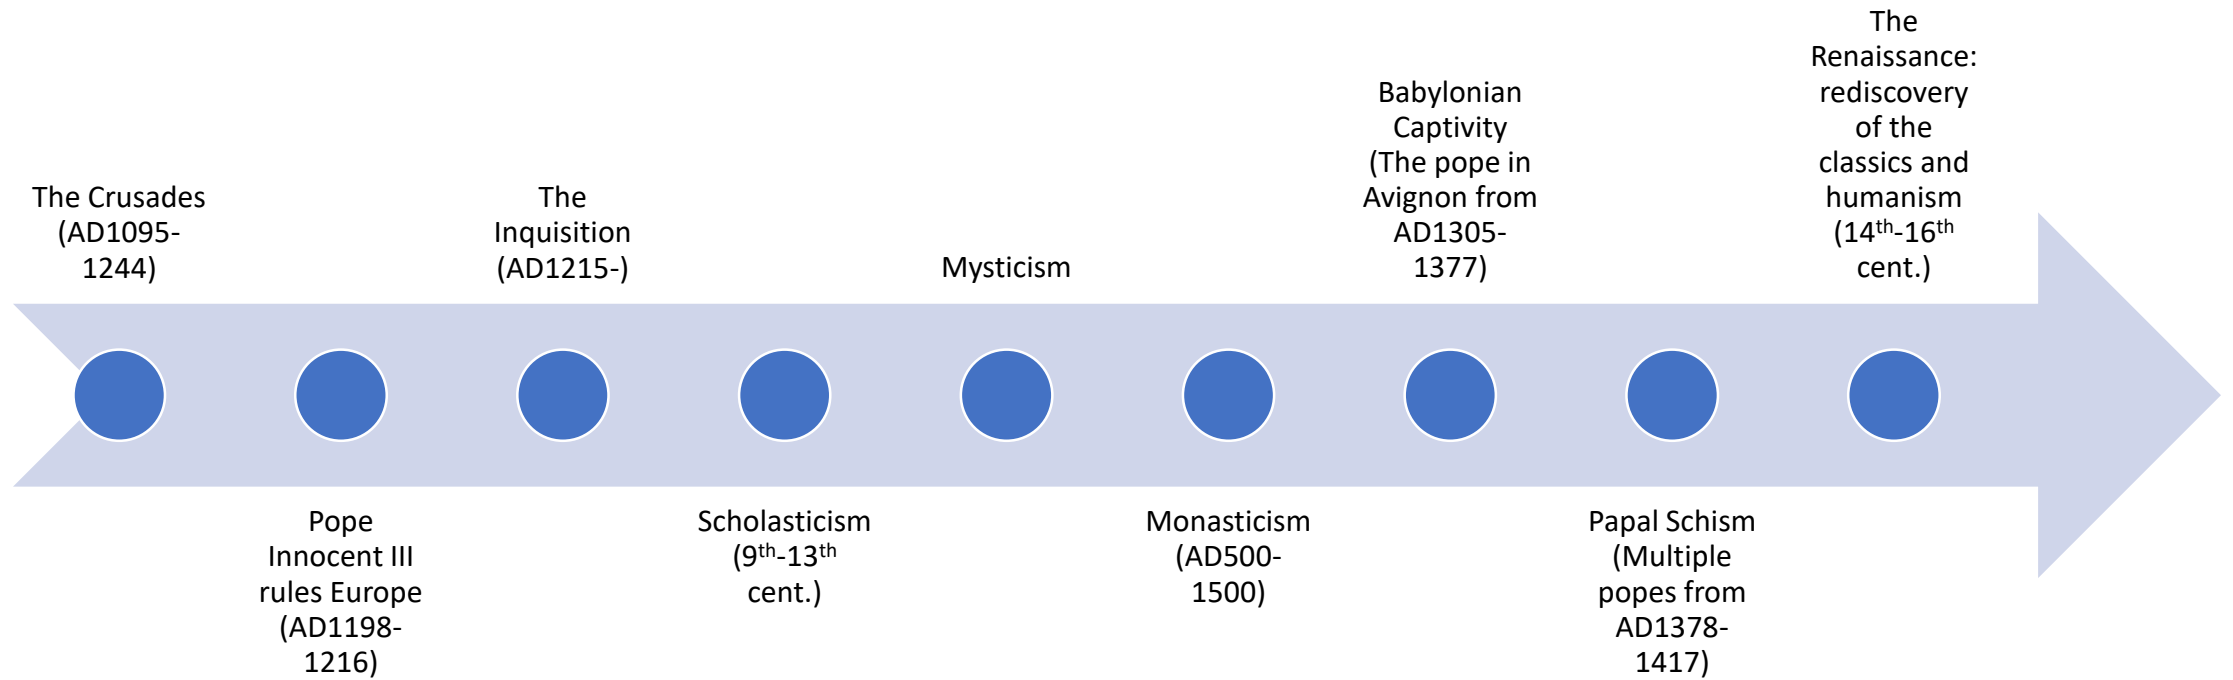 The Crusades
(AD1095-
1244)
Pope
Innocent III
rules Europe
(AD1198-
1216)
The
Inquisition
(AD1215-)
Scholasticism
(9th-13th
cent.)
Mysticism
Monasticism
(AD500-
1500)
Babylonian
Captivity
(The pope in
Avignon from
AD1305-
1377)
Papal Schism
(Multiple
popes from
AD1378-
1417)
The
Renaissance:
rediscovery
of the
classics and
humanism
(14th-16th
cent.)